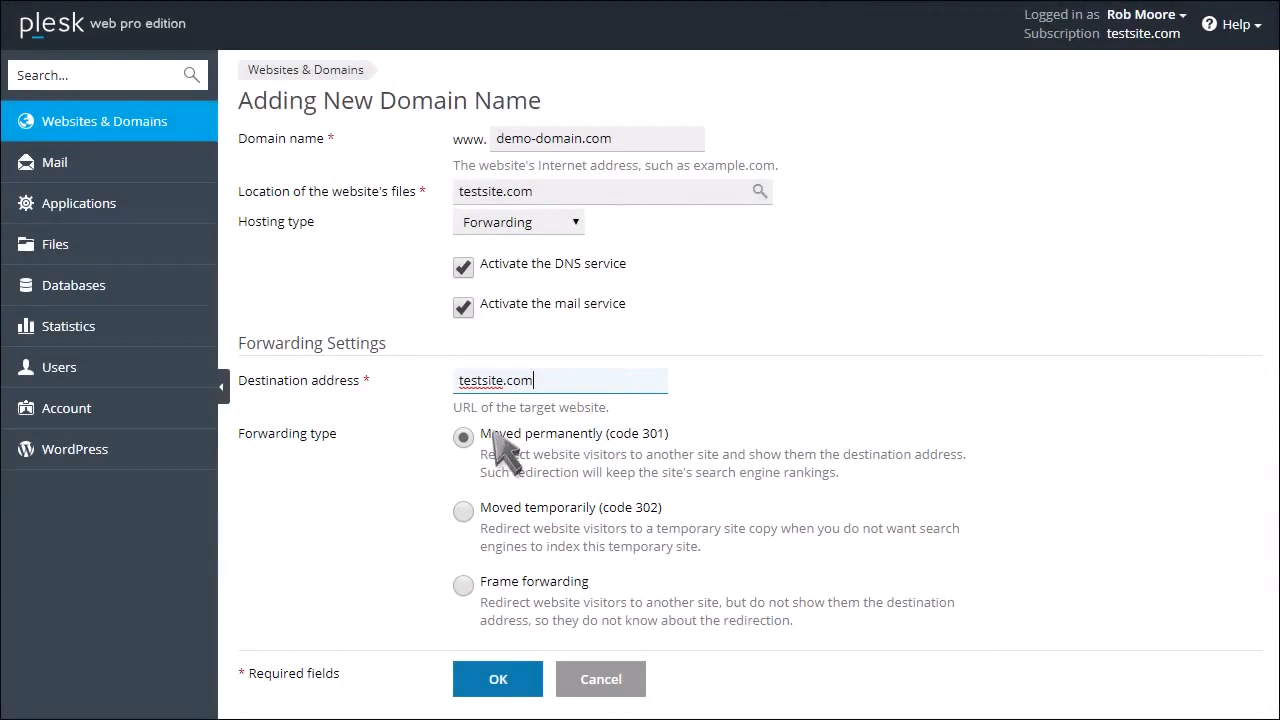 plesk web pro edition
Logged in as Rob Moore
Subscription testsite.com
Help
Search...
Websites & Domains
Mail
Applications
Files
Databases
Statistics
Users
Account
WordPress
Websites & Domains
Adding New Domain Name
Domain name *
www. demo-domain.com
The website's Internet address, such as example.com.
Location of the website's files *
testsite.com
Hosting type
Forwarding
Activate the DNS service
Activate the mail service
Forwarding Settings
Destination address *
testsite.com
URL of the target website.
Forwarding type
Moved permanently (code 301)
Redirect website visitors to another site and show them the destination address.
Such redirection will keep the site's search engine rankings.
Moved temporarily (code 302)
Redirect website visitors to a temporary site copy when you do not want search
engines to index this temporary site.
Frame forwarding
Redirect website visitors to another site, but do not show them the destination
address, so they do not know about the redirection.
* Required fields
OK
Cancel